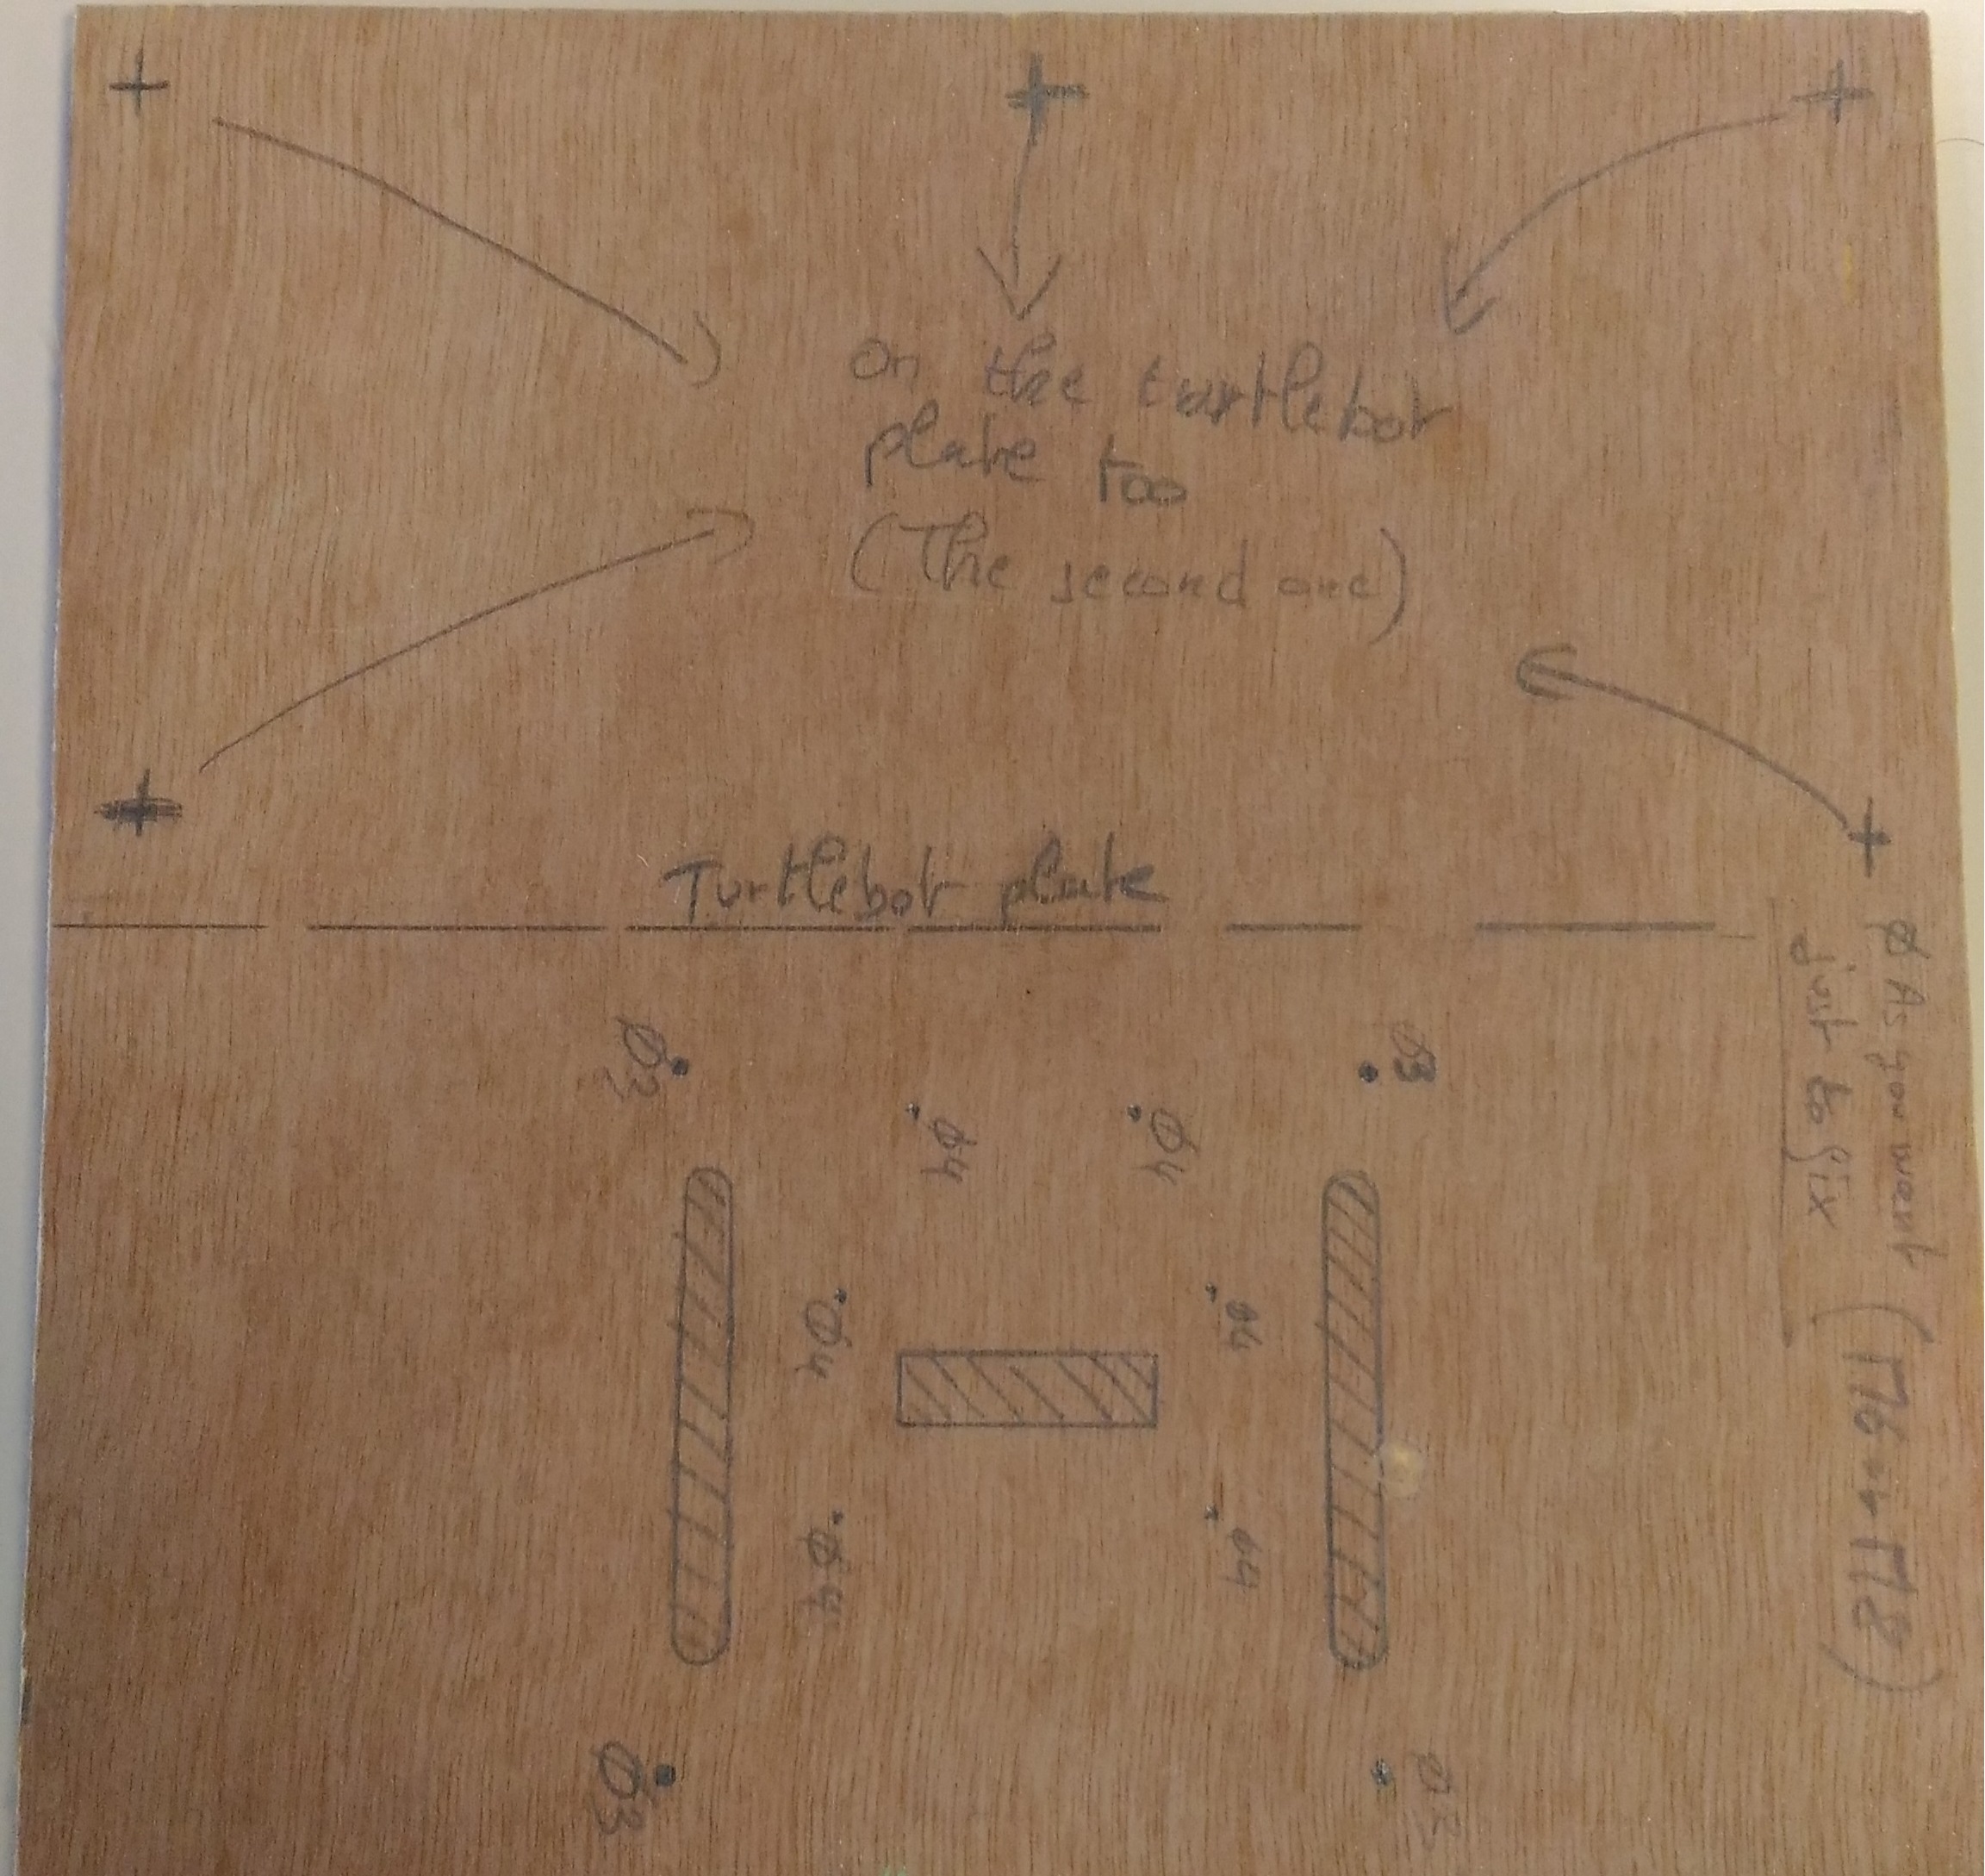 on the turtlebot
plate too
(The second one)
Turtlebot plate
Ø As you want
just to fix
(M6 or M8)
Ø3
Ø3
Ø4
Ø4
Ø4
Ø4
Ø4
Ø4
Ø3
Ø3